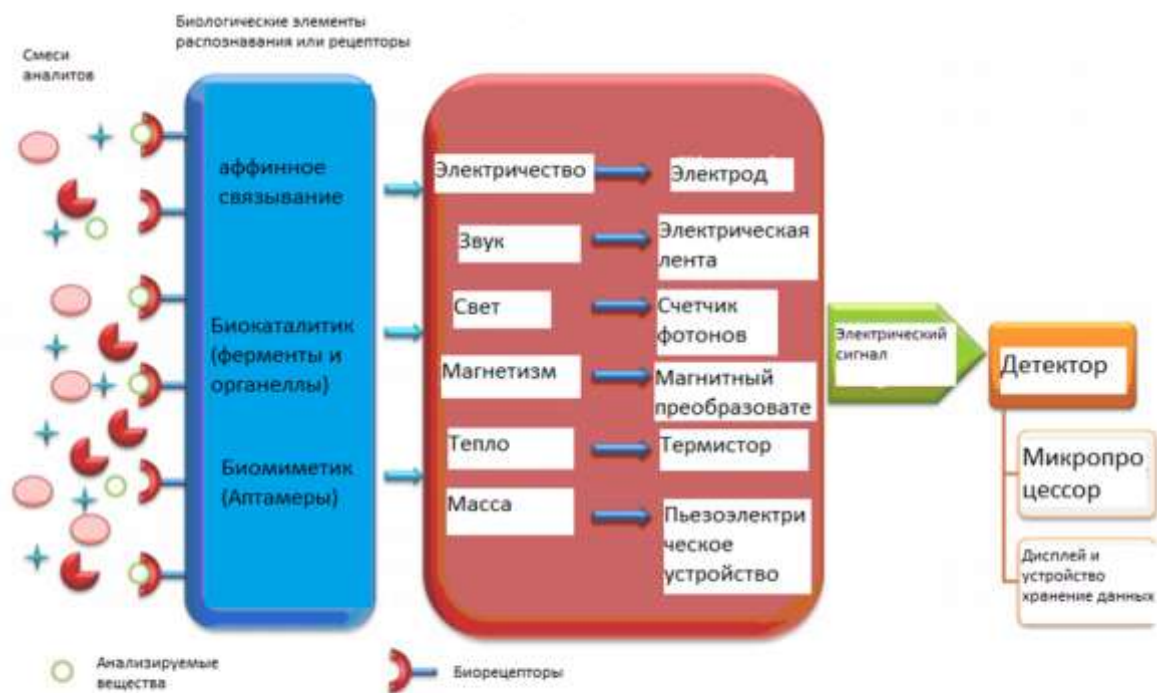 Биологические элементы
распознавания или рецепторы
Смеси
аналитов
аффинное
связывание
Биокаталитик
(ферменты и
органеллы)
Биомиметик
(Аптамеры)
Электричество
Электрод
Звук
Электрическая
лента
Свет
Счетчик
фотонов
Магнетизм
Магнитный
преобразовате
Тепло
Термистор
Масса
Пьезоэлектри
ческое
устройство
Электрический
сигнал
Детектор
Микропро
цессор
Дисплей и
устройство
хранение данных
Анализируемые
вещества
Биорецепторы